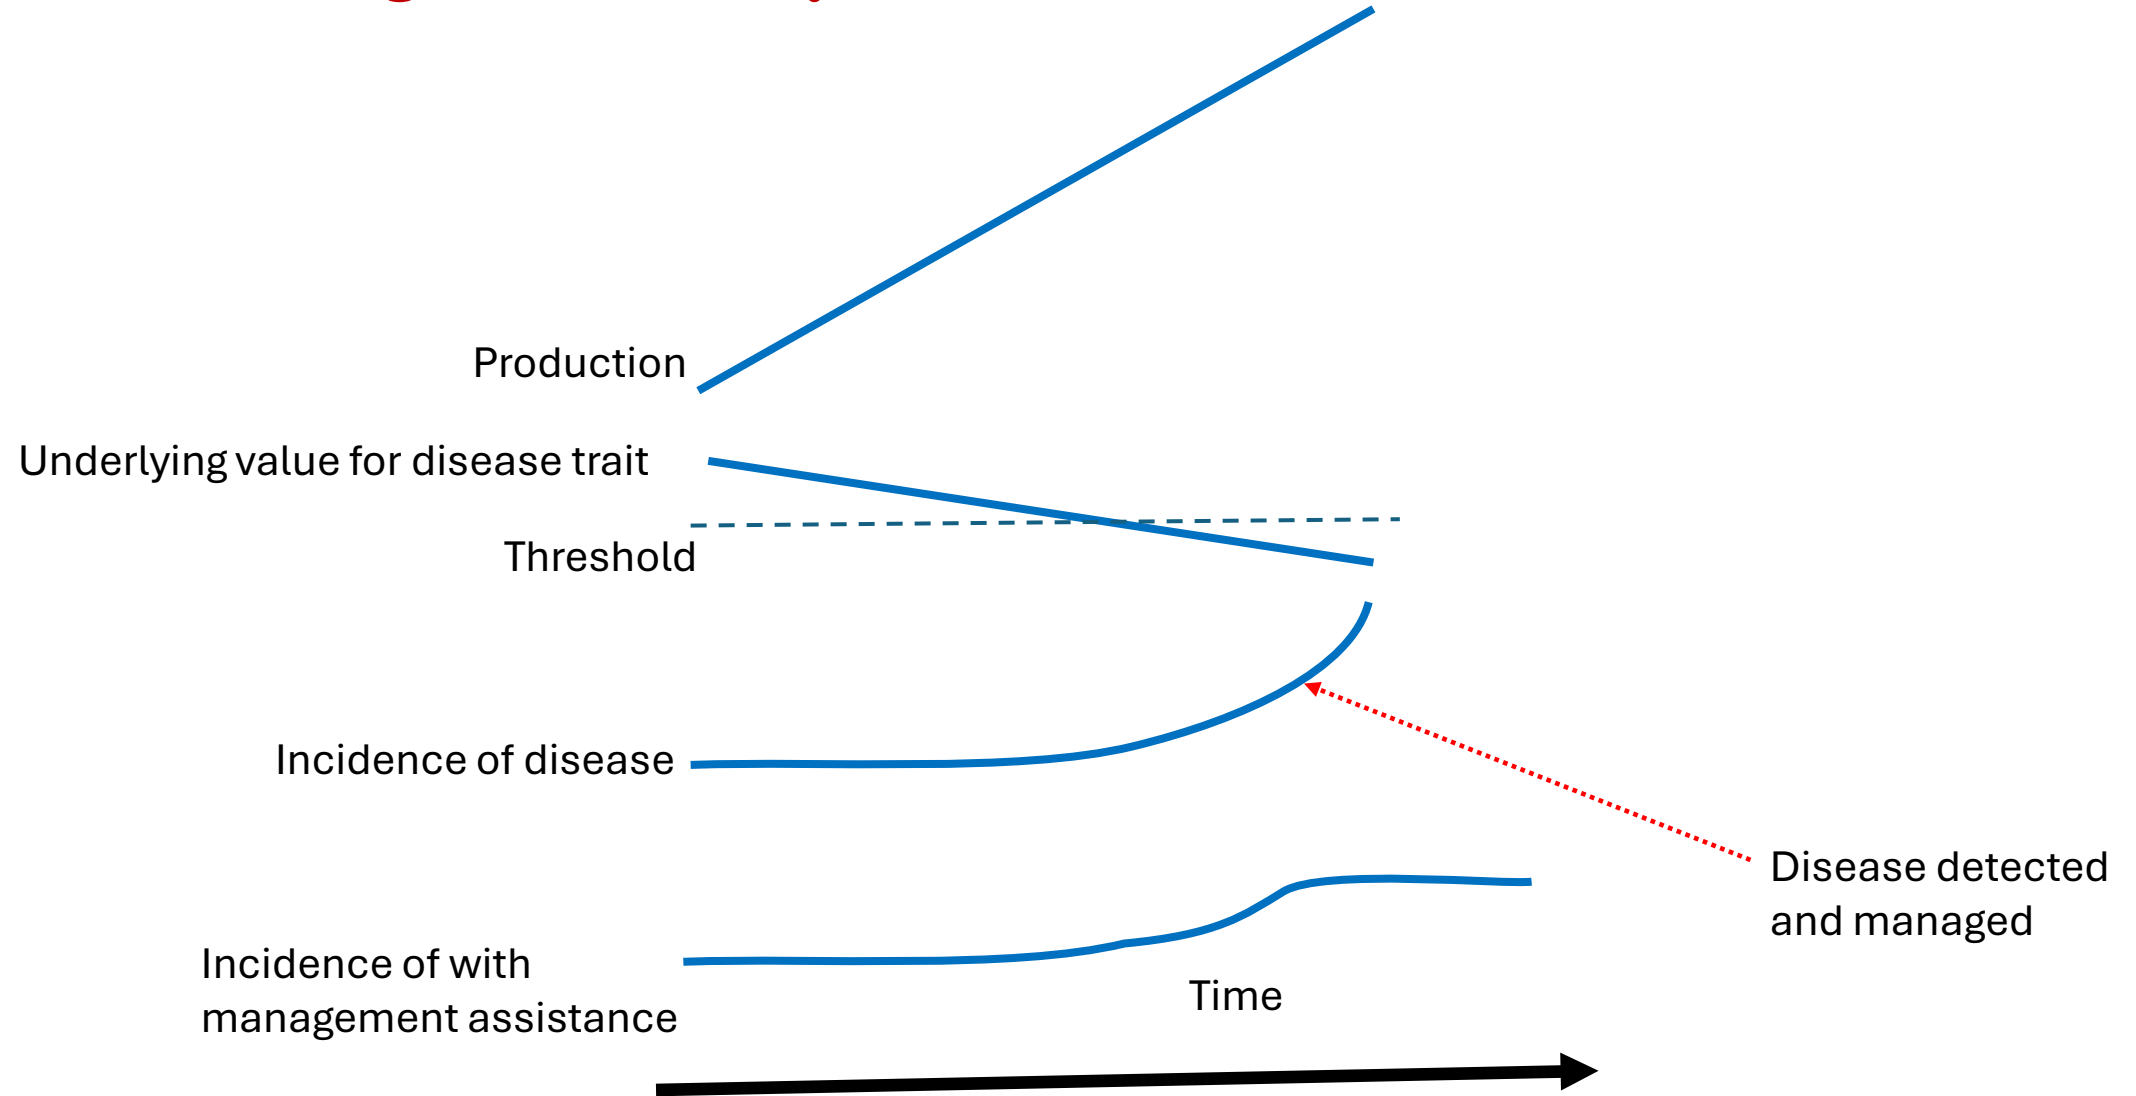 Production
Underlying value for disease trait
Threshold
Incidence of disease
Disease detected
and managed
Incidence of with
management assistance
Time